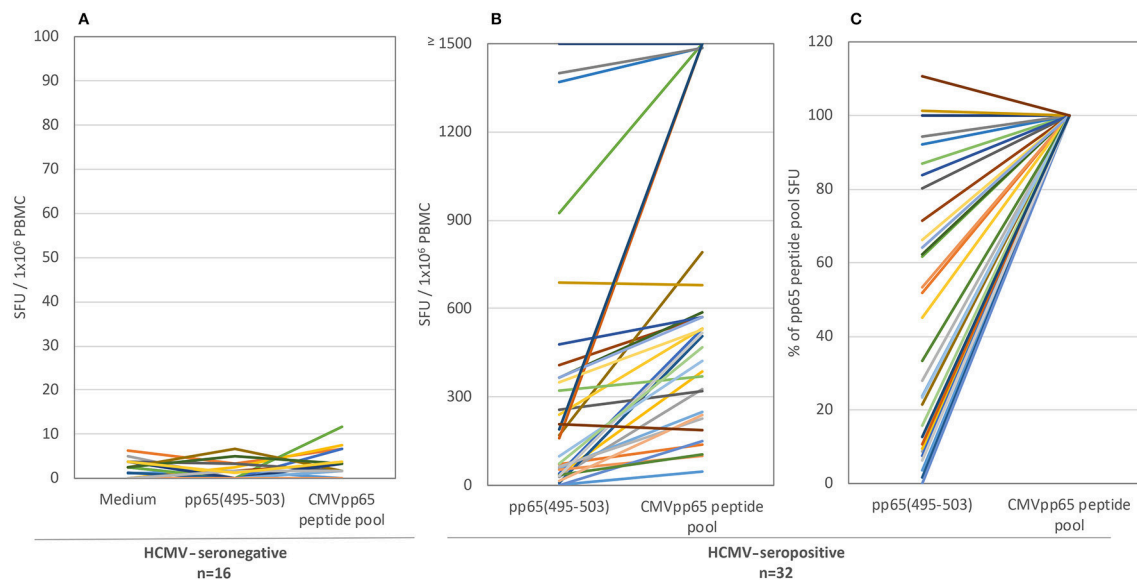 A
100
90
80
70
60
50
40
30
20
10
0
SFU / 1x10⁶ PBMC
Medium
pp65(495-503)
CMVpp65
peptide pool
HCMV-seronegative
n=16
B
1500
1200
900
600
300
0
SFU / 1x10⁶ PBMC
pp65(495-503)
CMVpp65 peptide
pool
C
120
100
80
60
40
20
0
% of pp65 peptide pool SFU
pp65(495-503)
CMVpp65 peptide
pool
HCMV-seropositive
n=32